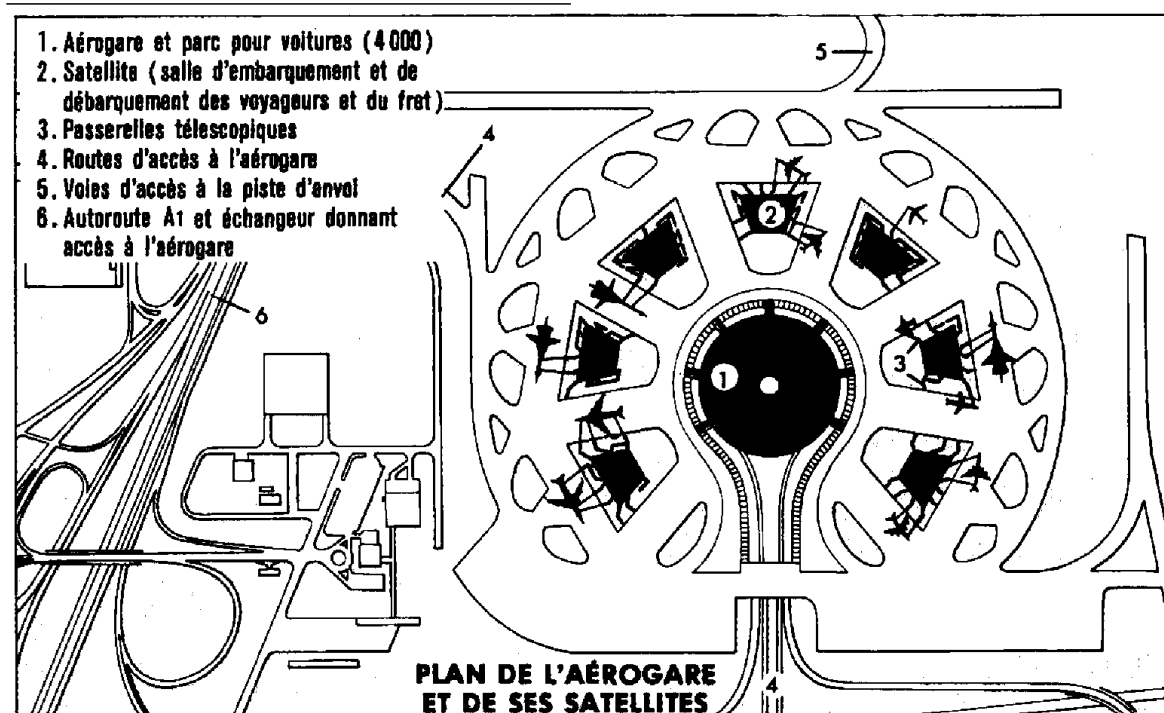 1. Aérogare et parc pour voitures (4000)
2. Satellite (salle d'embarquement et de
débarquement des voyageurs et du fret)
3. Passerelles télescopiques
4. Routes d'accès à l'aérogare
5. Voies d'accès à la piste d'envol
6. Autoroute A1 et échangeur donnant
accès à l'aérogare
5
4
2
6
3
1
PLAN DE L'AÉROGARE
ET DE SES SATELLITES
4